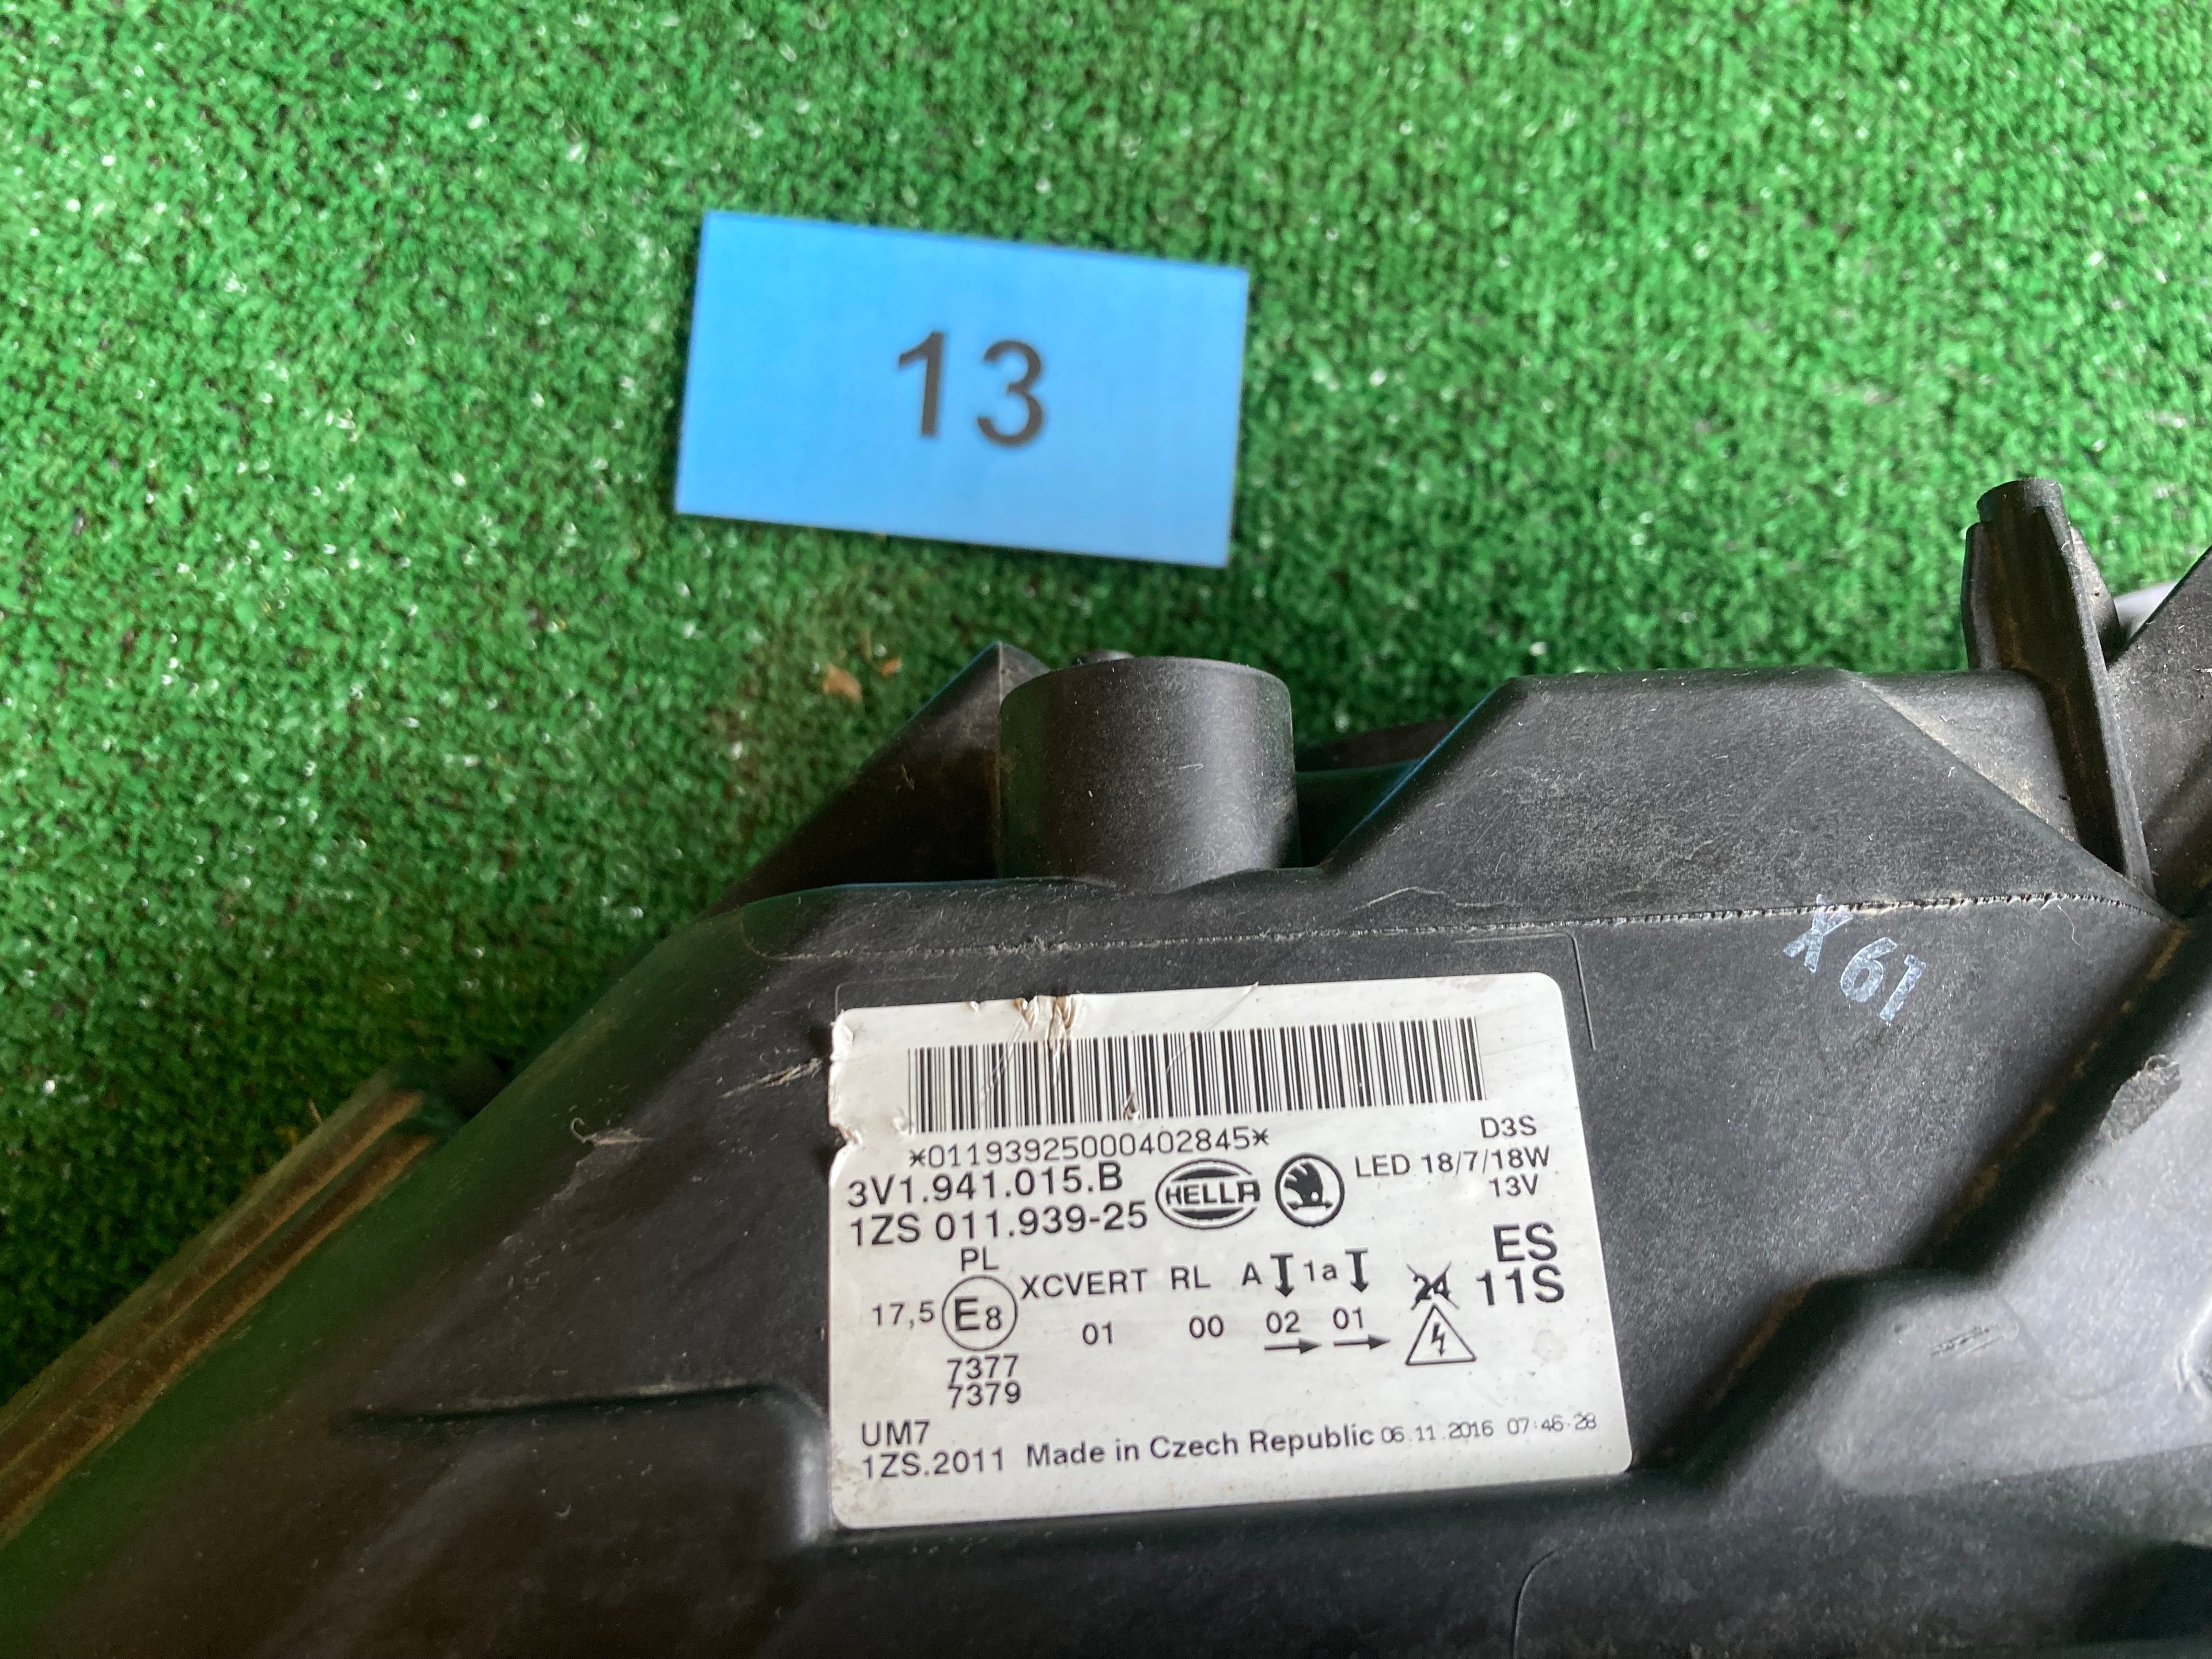 13
X 61
*01193925000402845*
D3S
3V1.941.015.B
HELLA
LED 18/7/18W
13V
1ZS 011.939-25
ES
11S
PL
XCVERT RL A 1a
24
17,5 E8 01 00 02 01
7377
7379
UM7
1ZS.2011 Made in Czech Republic 06.11.2016 07:46:28